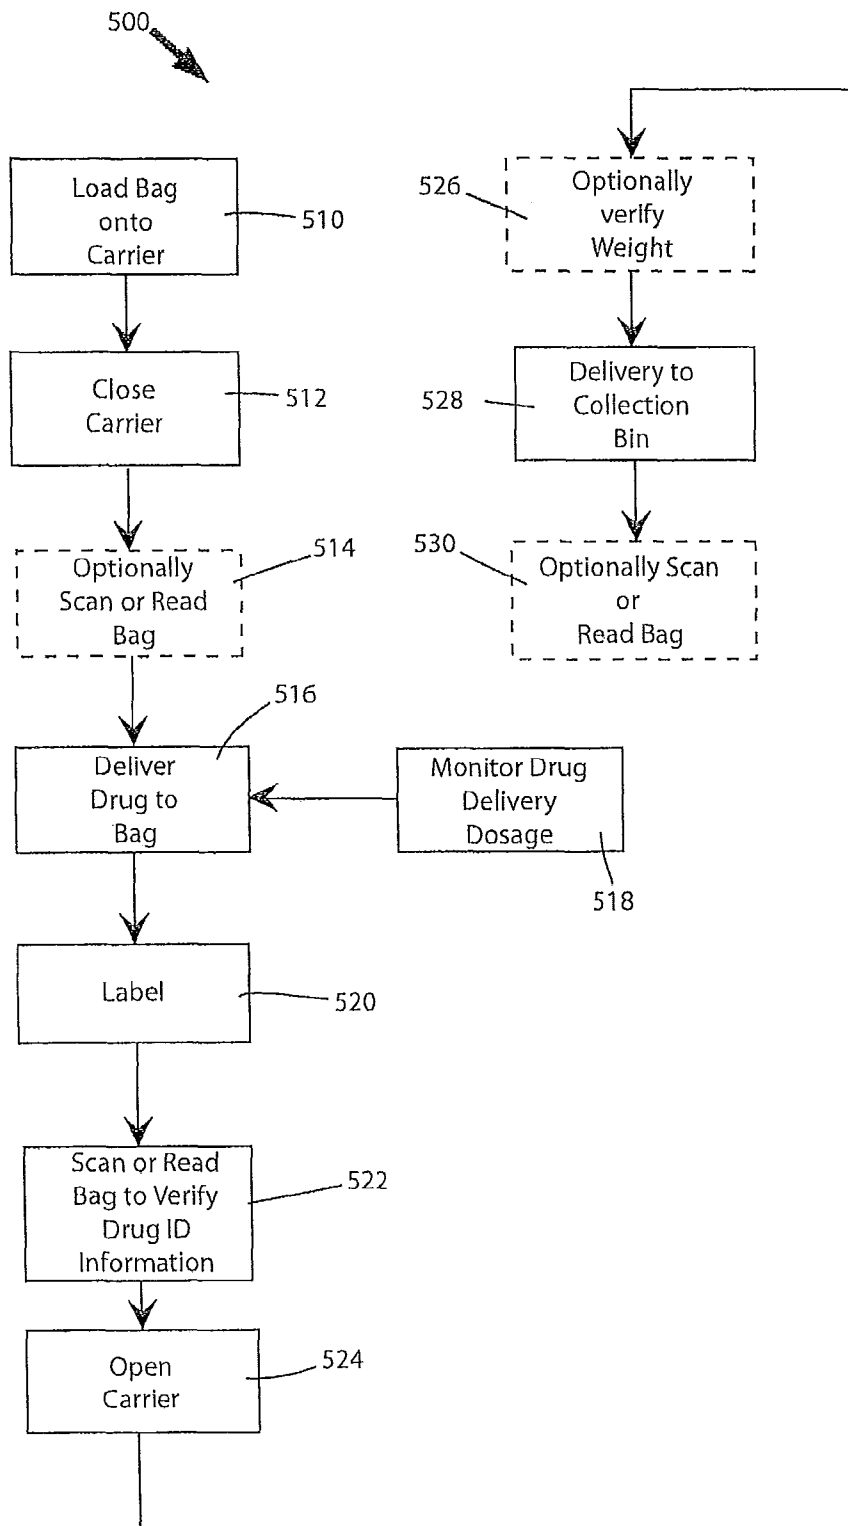 500
Load Bag
onto
Carrier
510
Close
Carrier
512
Optionally
Scan or Read
Bag
514
516
Deliver
Drug to
Bag
Monitor Drug
Delivery
Dosage
518
Label
520
Scan or Read
Bag to Verify
Drug ID
Information
522
Open
Carrier
524
526
Optionally
verify
Weight
528
Delivery to
Collection
Bin
530
Optionally Scan
or
Read Bag